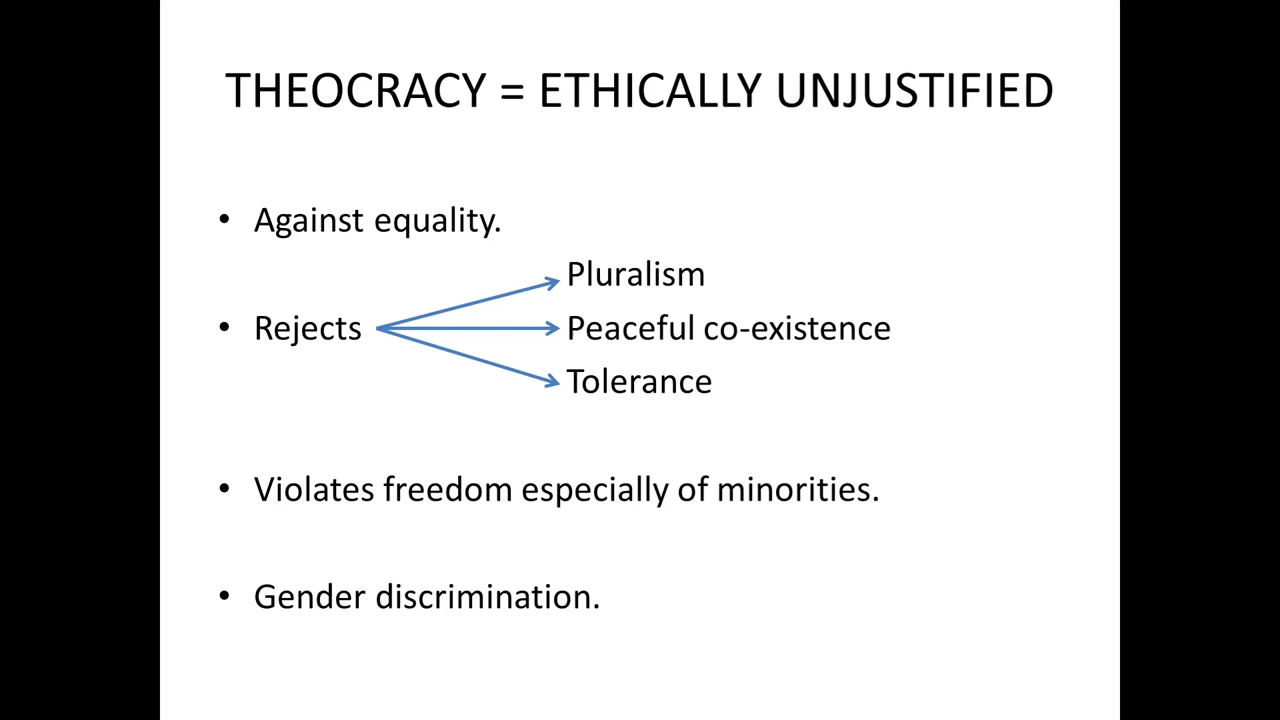 THEOCRACY = ETHICALLY UNJUSTIFIED
• Against equality.
Pluralism
• Rejects Peaceful co-existence
Tolerance
• Violates freedom especially of minorities.
• Gender discrimination.